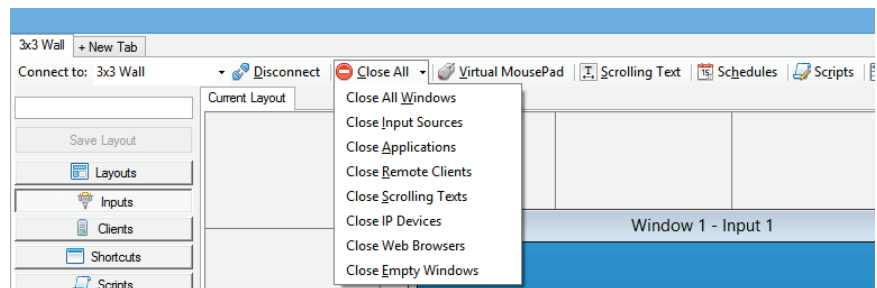 3x3 Wall + New Tab
Connect to: 3x3 Wall Disconnect Close All Virtual MousePad Scrolling Text Schedules Scripts
Current Layout
Save Layout
Layouts
Inputs
Clients
Shortcuts
Scripts
Close All Windows
Close Input Sources
Close Applications
Close Remote Clients
Close Scrolling Texts
Close IP Devices
Close Web Browsers
Close Empty Windows
Window 1 - Input 1